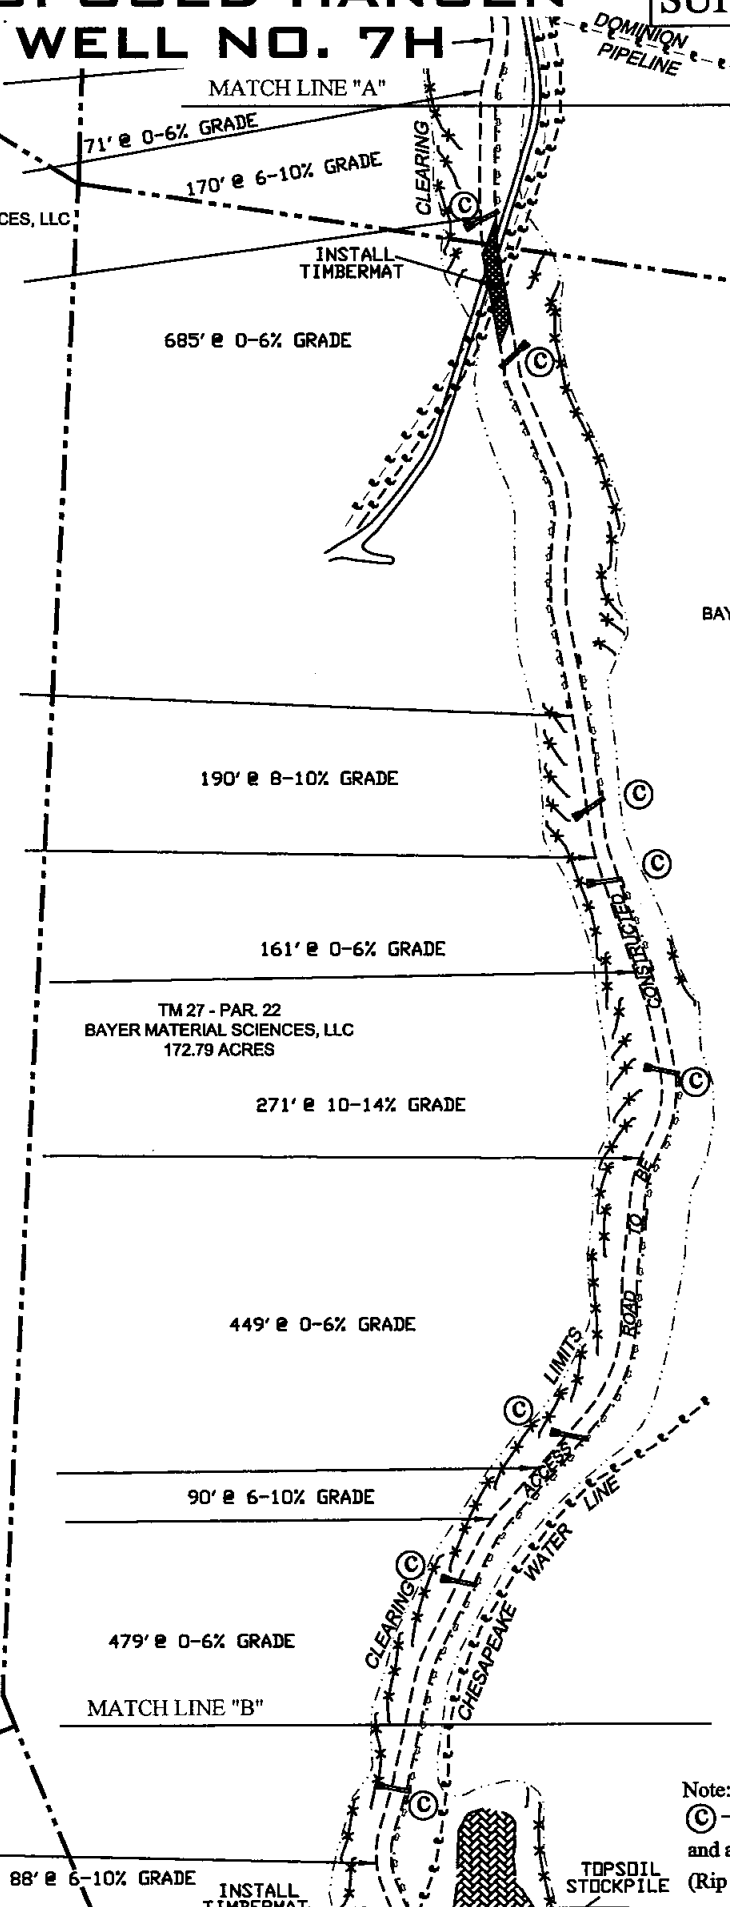 WELL NO. 7H
DOMINION
PIPELINE
MATCH LINE "A"
71' @ 0-6% GRADE
CLEARING
170' @ 6-10% GRADE
C
CES, LLC
INSTALL
TIMBERMAT
685' @ 0-6% GRADE
C
BAY
190' @ 8-10% GRADE
C
C
161' @ 0-6% GRADE
CONSTRUCTED
TM 27 - PAR. 22
BAYER MATERIAL SCIENCES, LLC
172.79 ACRES
C
271' @ 10-14% GRADE
BE
TO
449' @ 0-6% GRADE
ROAD
LIMITS
C
ACCESS
90' @ 6-10% GRADE
LINE
WATER
C
CLEARING
CHESAPEAKE
479' @ 0-6% GRADE
MATCH LINE "B"
C
Note:
C -
and a
88' @ 6-10% GRADE
INSTALL
TIMBERMAT
TOPSOIL
STOCKPILE
(Rip